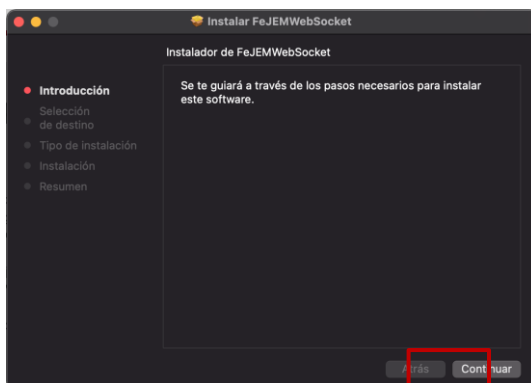 Instalar FeJEMWebSocket
Instalador de FeJEMWebSocket
Introducción
Selección
de destino
Tipo de instalación
Instalación
Resumen
Se te guiará a través de los pasos necesarios para instalar
este software.
Atrás
Continuar